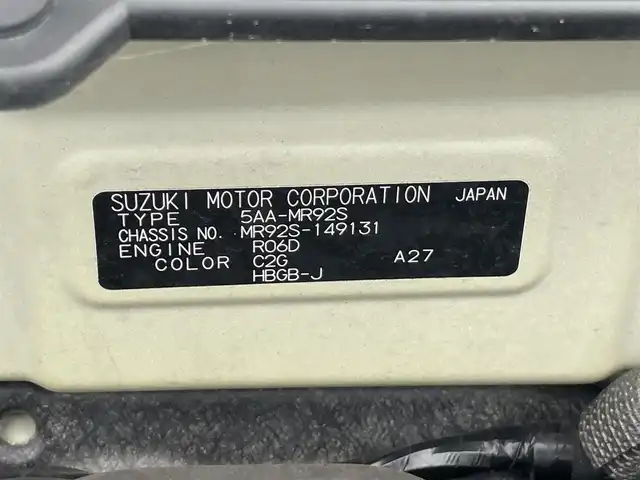 SUZUKI MOTOR CORPORATION JAPAN
TYPE 5AA-MR92S
CHASSIS NO. MR92S-149131
ENGINE R06D
COLOR C2G A27
HBGB-J